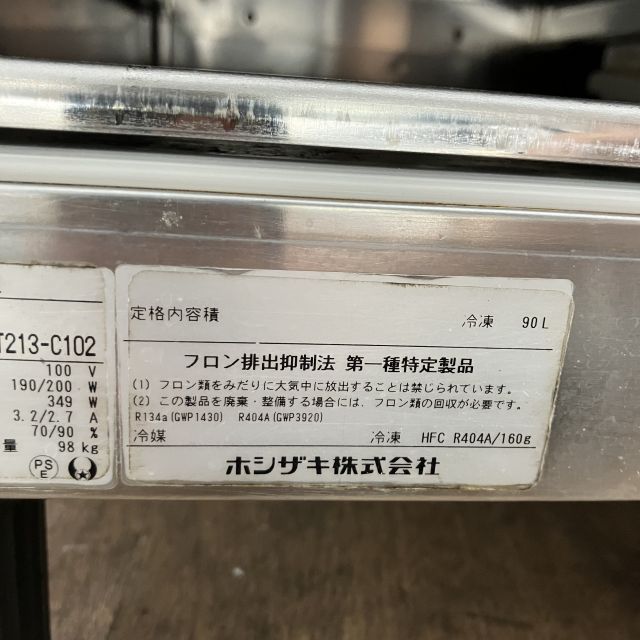 T213-C102
100 V
190/200 W
349 W
3.2/2.7 A
70/90 %
量 98 kg
PS
E
定格内容積 冷凍 90L
フロン排出抑制法 第一種特定製品
(1) フロン類をみだりに大気中に放出することは禁じられています。
(2) この製品を廃棄・整備する場合には、フロン類の回収が必要です。
R134a(GWP1430) R404A(GWP3920)
冷媒 冷凍 HFC R404A/160g
ホシザキ株式会社